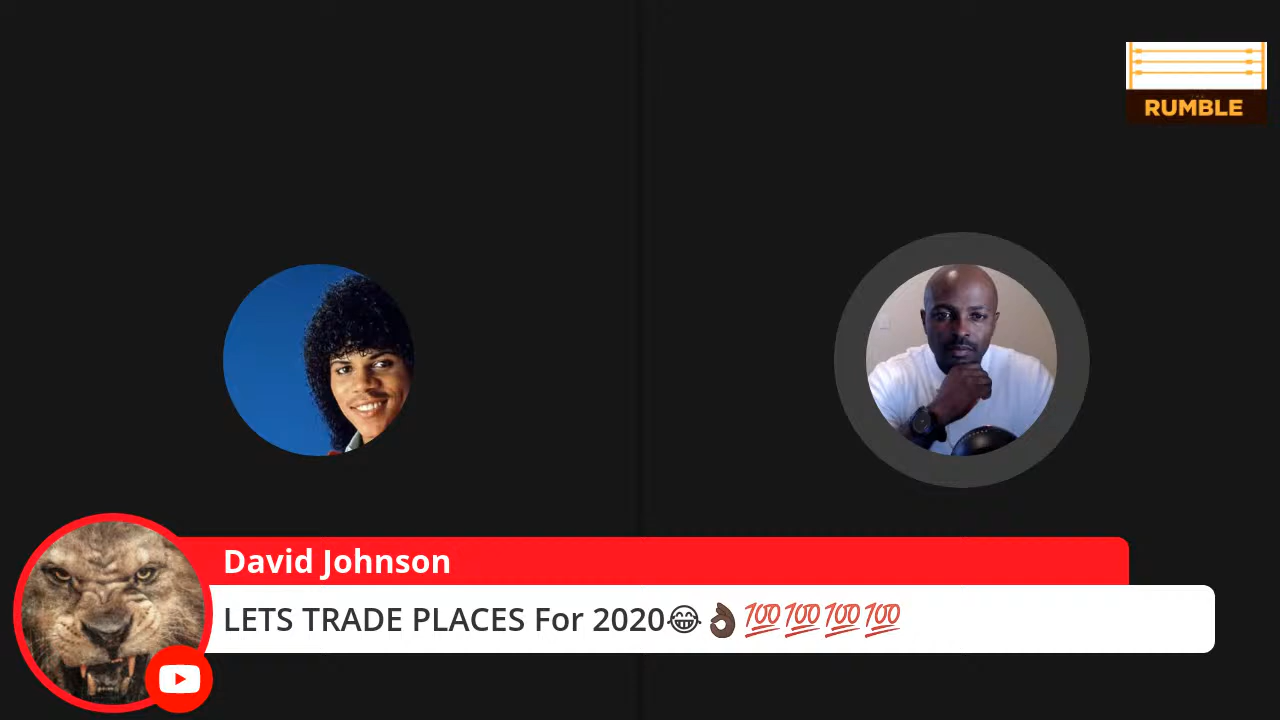 RUMBLE
David Johnson
LETS TRADE PLACES For 2020😂👌🏿💯💯💯💯